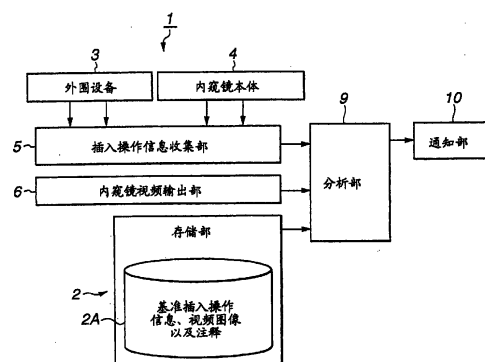 1
3
4
外围设备
内窥镜本体
9
10
5
插入操作信息收集部
通知部
6
内窥镜视频输出部
分析部
存储部
2
2A
基准插入操作
信息、视频图像
以及注释